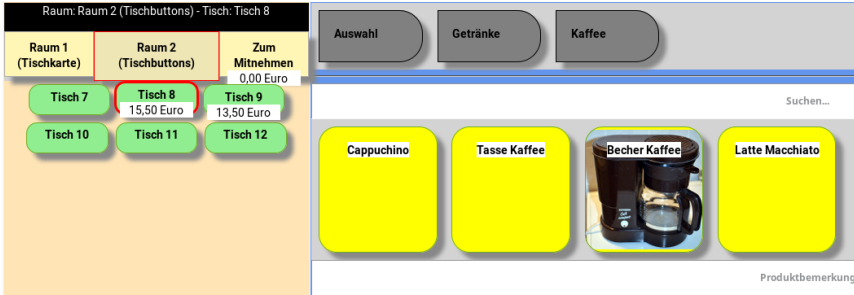 Raum: Raum 2 (Tischbuttons) - Tisch: Tisch 8
Raum 1
(Tischkarte)
Raum 2
(Tischbuttons)
Zum
Mitnehmen
0,00 Euro
Tisch 7
Tisch 8
15,50 Euro
Tisch 9
13,50 Euro
Tisch 10
Tisch 11
Tisch 12
Auswahl
Getränke
Kaffee
Suchen...
Cappuchino
Tasse Kaffee
Becher Kaffee
Latte Macchiato
Produktbemerkung